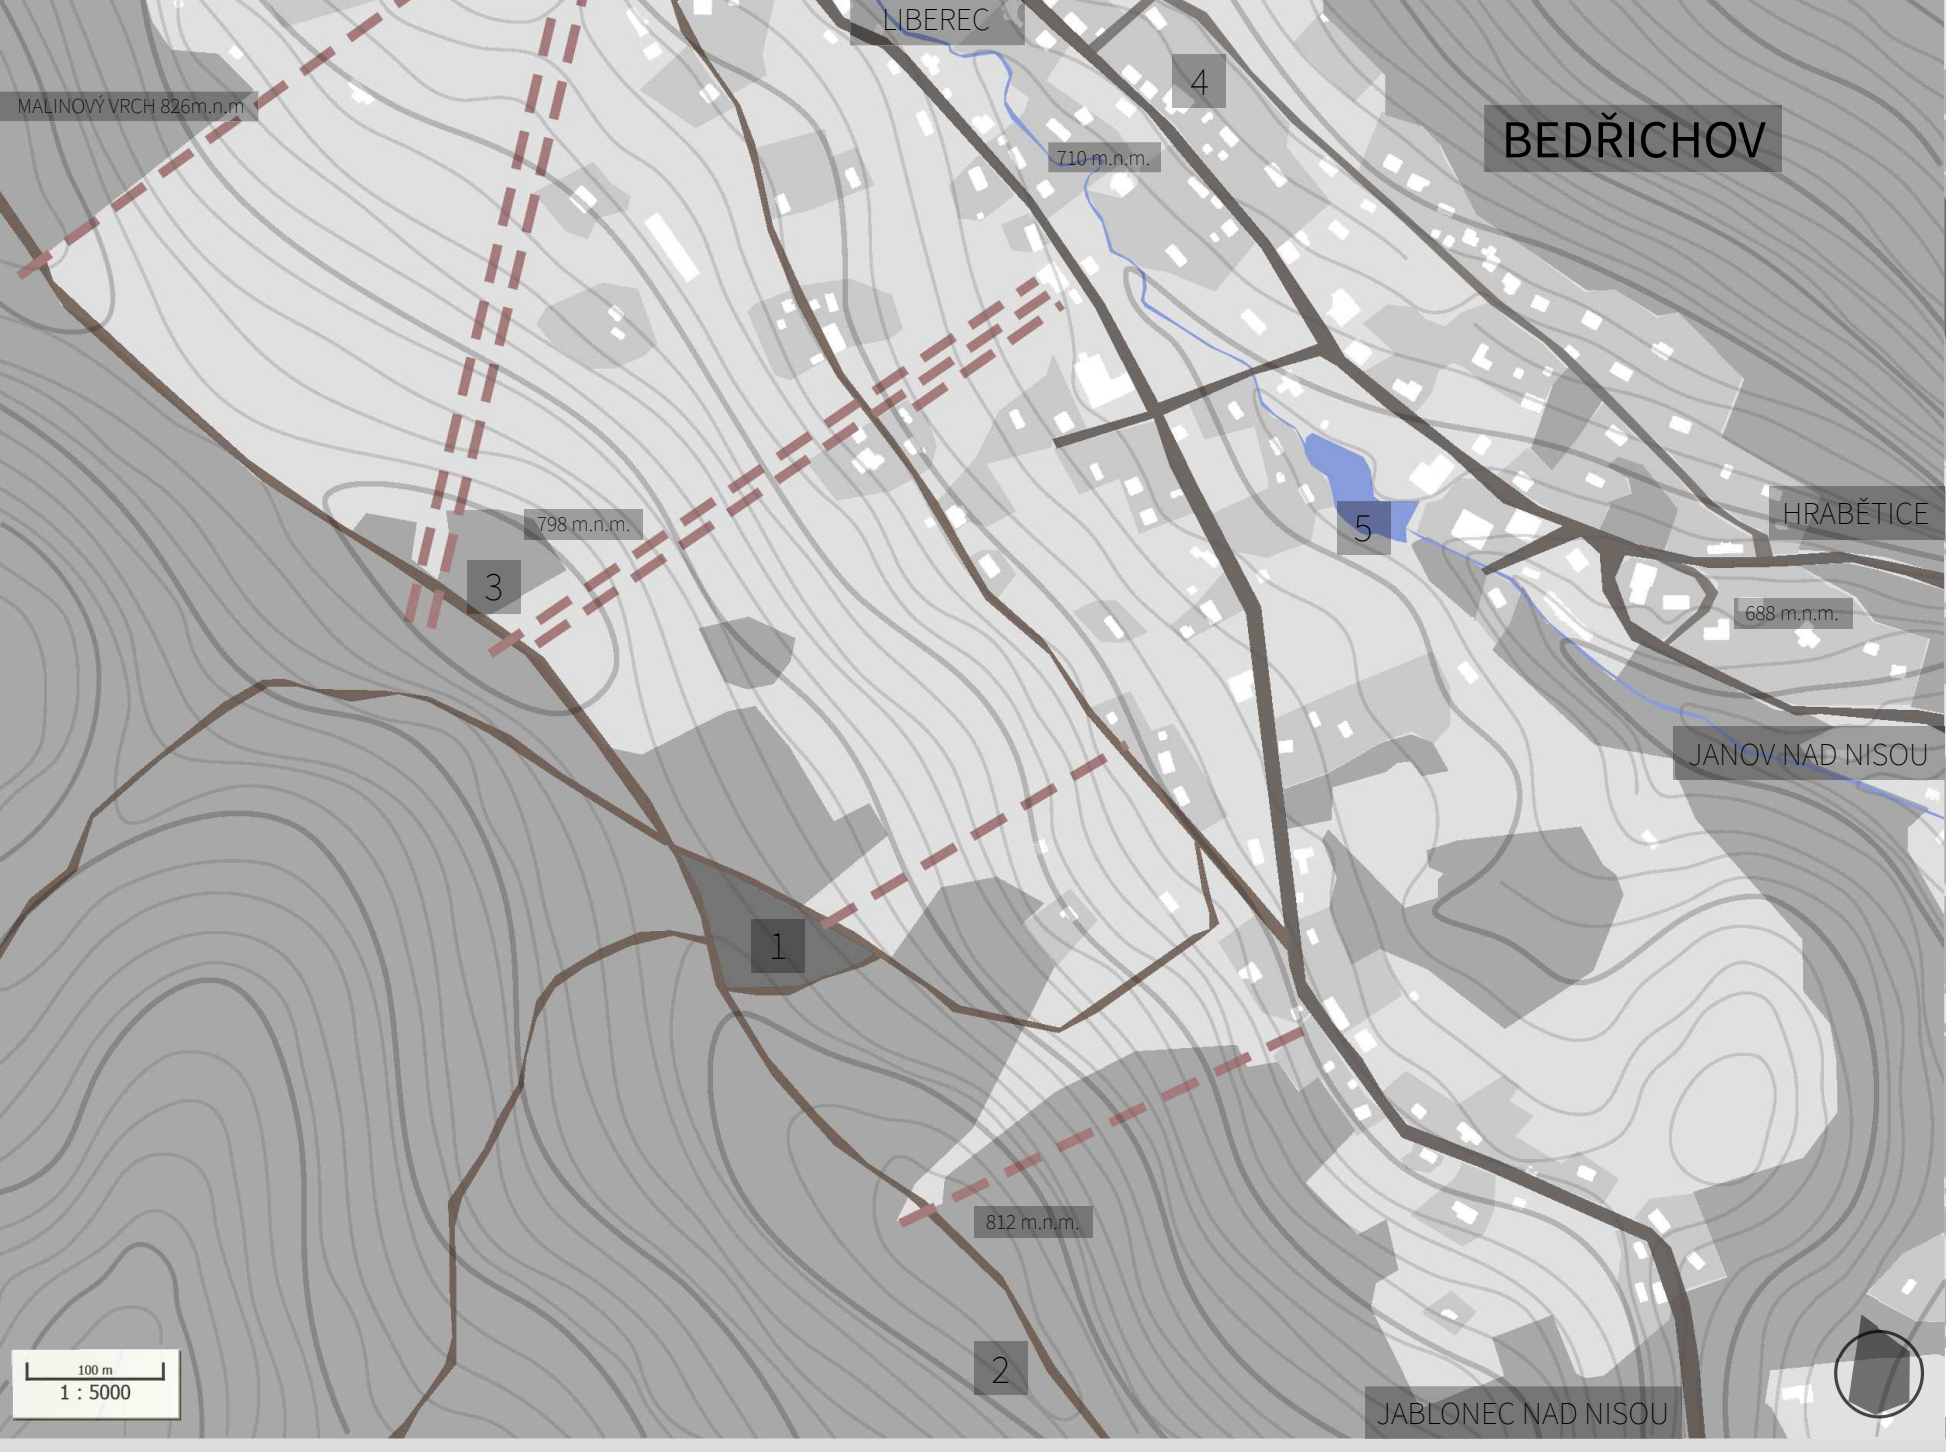 LIBEREC
4
MALINOVÝ VRCH 826m.n.m
BEDŘICHOV
710 m.n.m.
HRABĚTICE
798 m.n.m.
5
3
688 m.n.m.
JANOV NAD NISOU
1
812 m.n.m.
2
100 m
1 : 5000
JABLONEC NAD NISOU